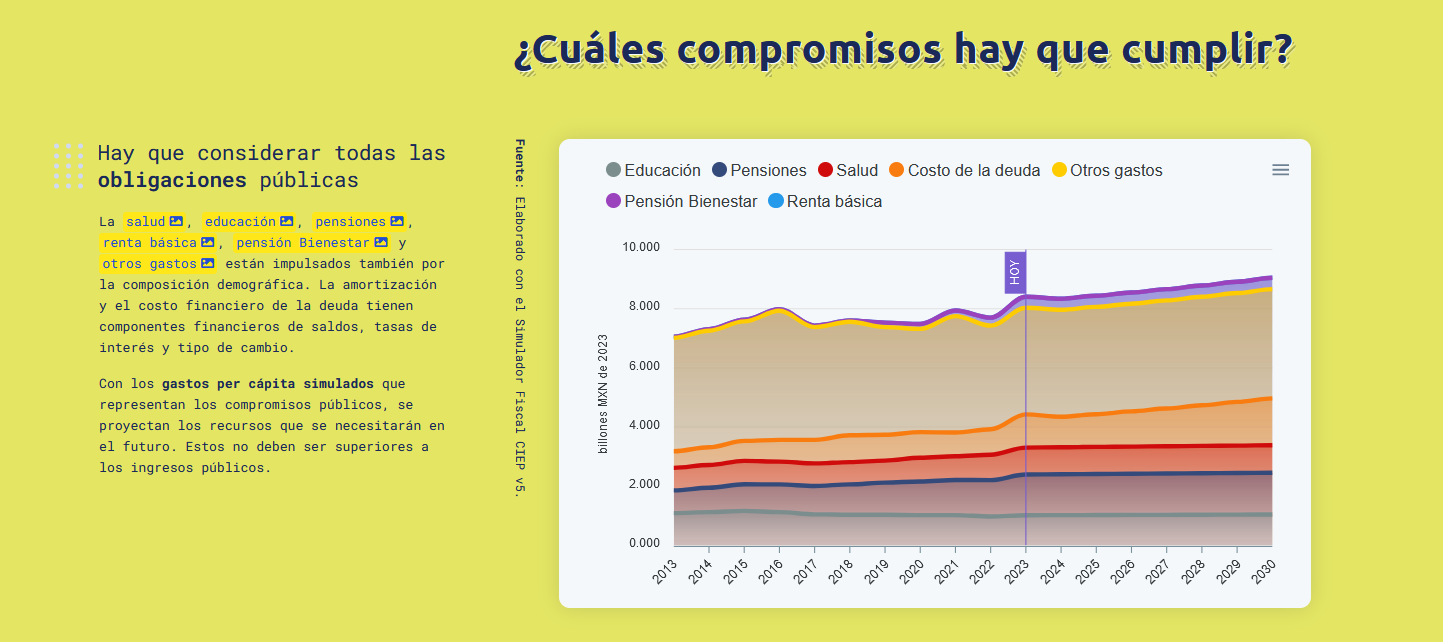 ¿Cuáles compromisos hay que cumplir?
Hay que considerar todas las
obligaciones públicas
La salud, educación, pensiones,
renta básica, pensión Bienestar y
otros gastos están impulsados también por
la composición demográfica. La amortización
y el costo financiero de la deuda tienen
componentes financieros de saldos, tasas de
interés y tipo de cambio.
Con los gastos per cápita simulados que
representan los compromisos públicos, se
proyectan los recursos que se necesitarán en
el futuro. Estos no deben ser superiores a
los ingresos públicos.
Fuente: Elaborado con el Simulador Fiscal CIEP v5.
Educación Pensiones Salud Costo de la deuda Otros gastos
Pensión Bienestar Renta básica
billones MXN de 2023
10.000
8.000
6.000
4.000
2.000
0.000
HOY
2013 2014 2015 2016 2017 2018 2019 2020 2021 2022 2023 2024 2025 2026 2027 2028 2029 2030